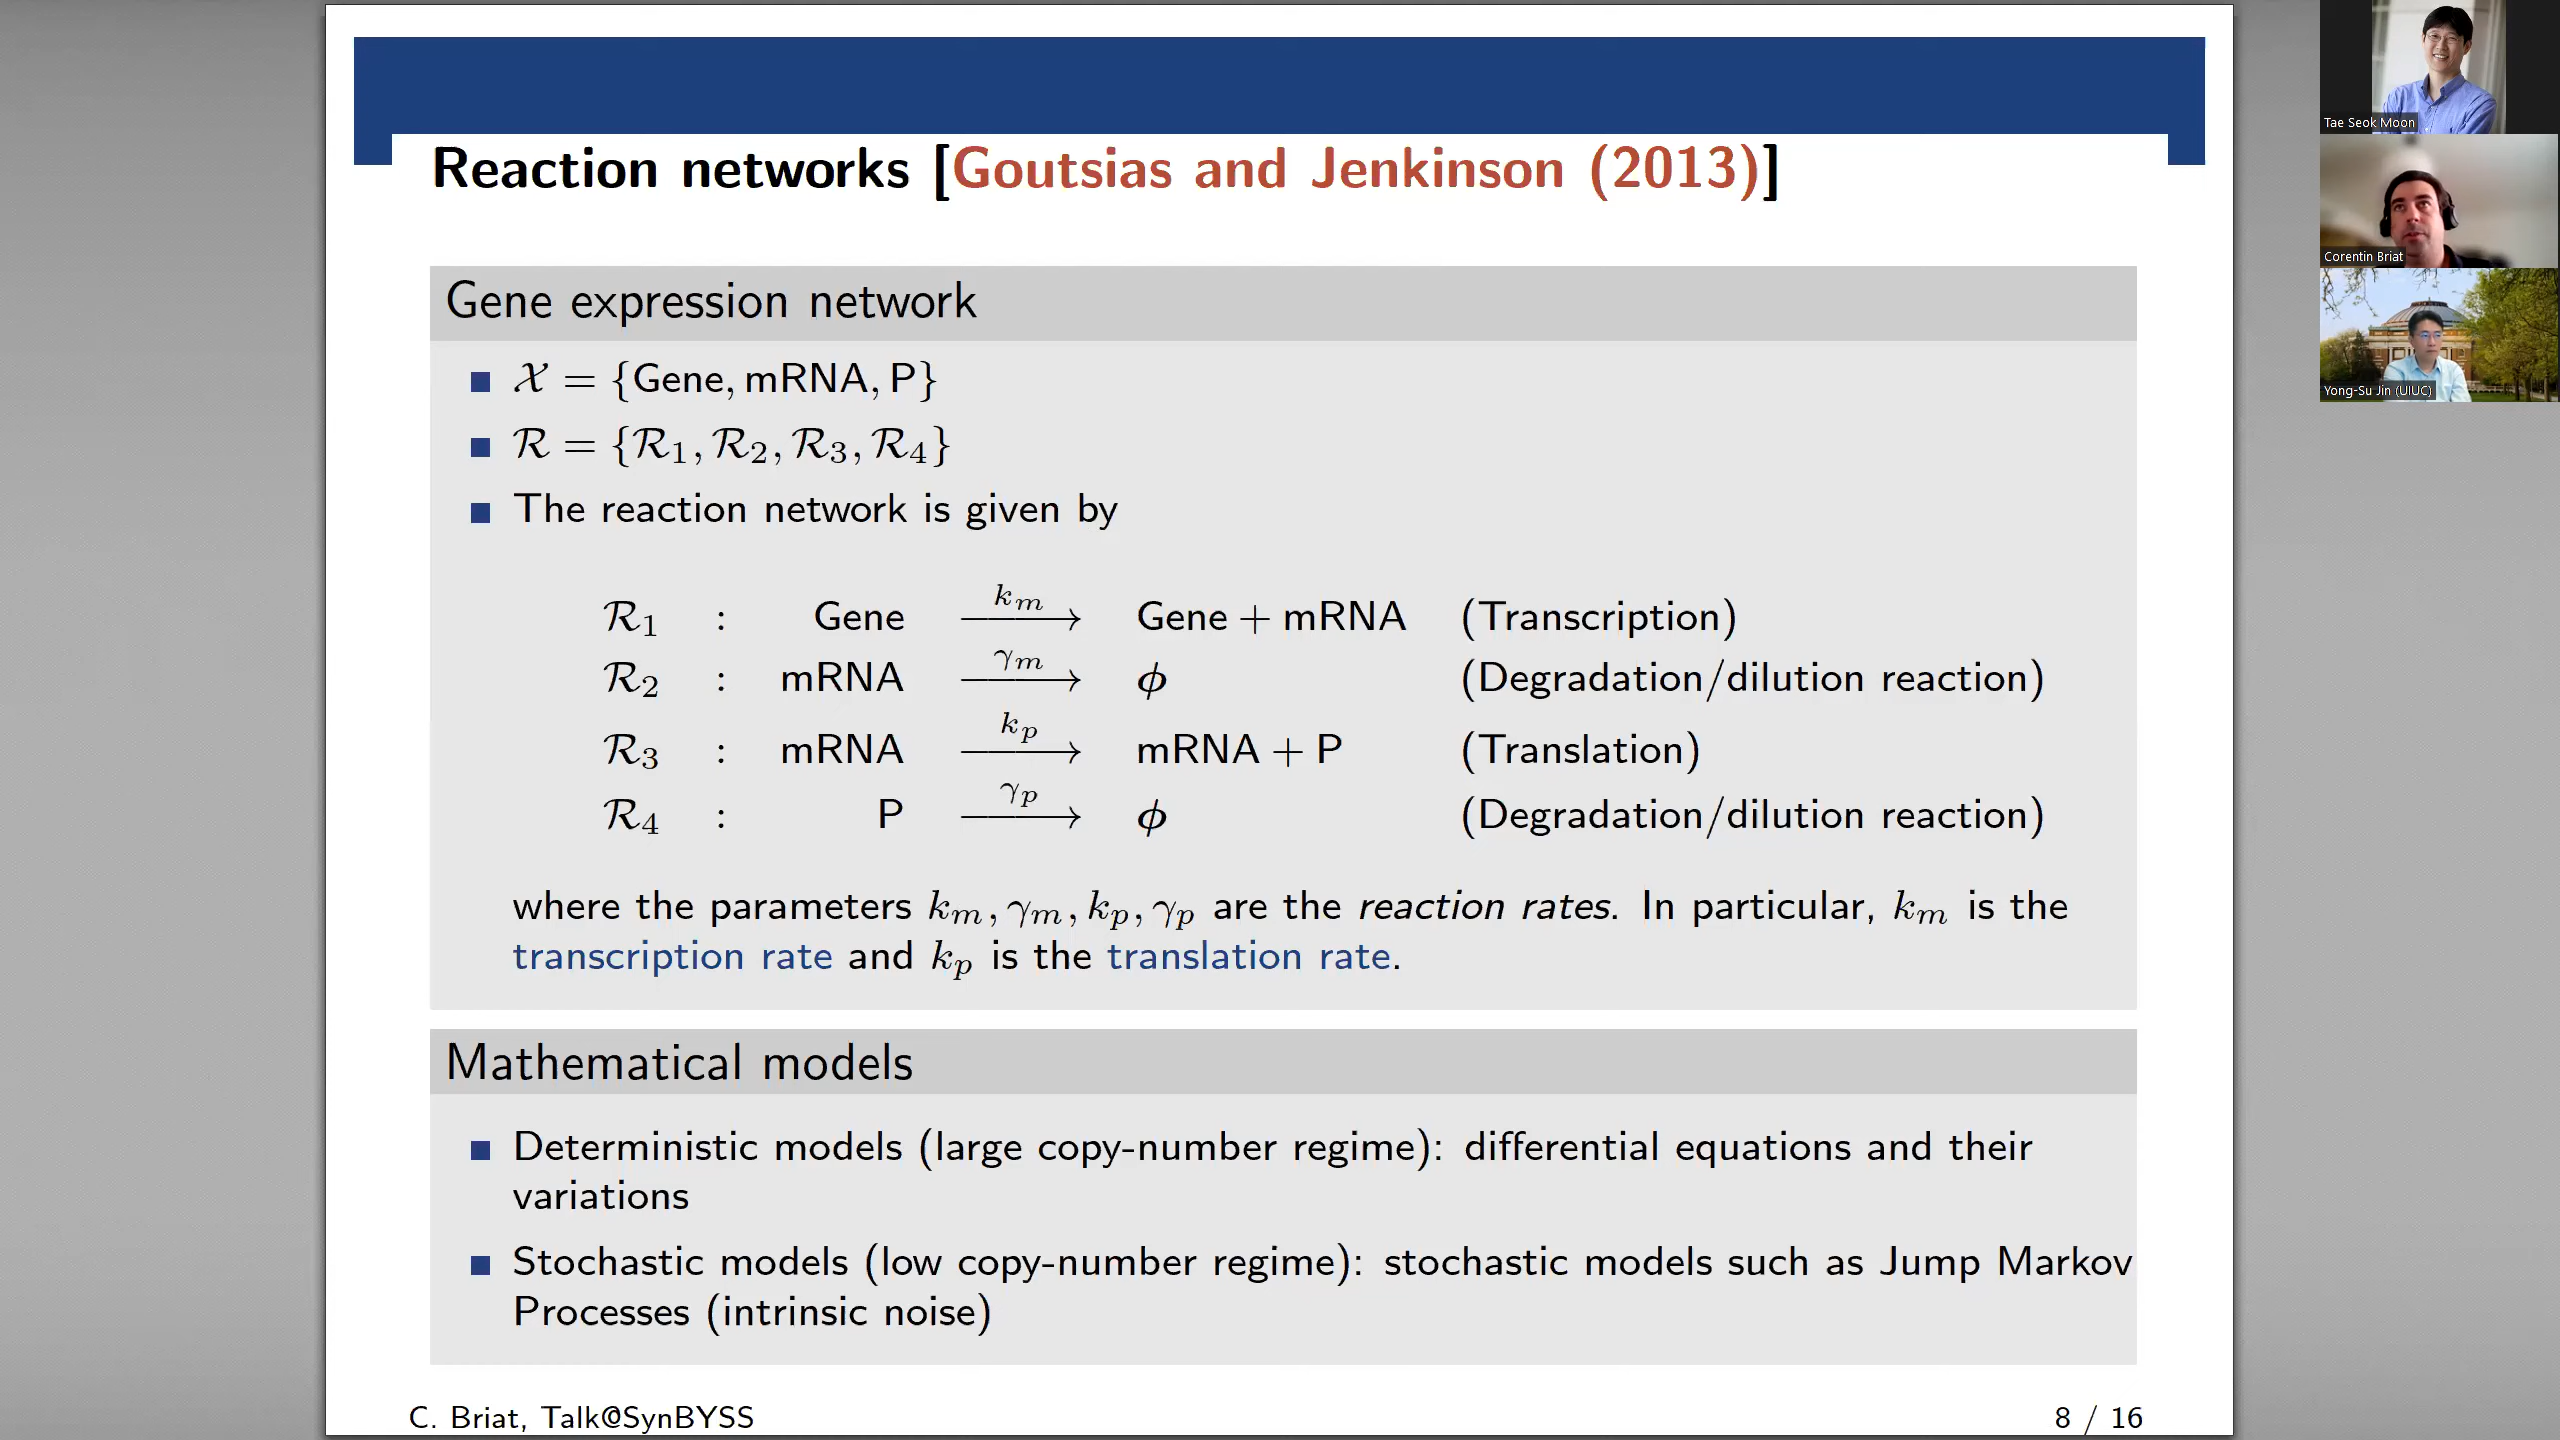 Reaction networks [Goutsias and Jenkinson (2013)]
Gene expression network
𝒳 = {Gene, mRNA, P}
ℛ = {ℛ₁, ℛ₂, ℛ₃, ℛ₄}
The reaction network is given by
ℛ₁ : Gene —kₘ→ Gene + mRNA (Transcription)
ℛ₂ : mRNA —γₘ→ ϕ (Degradation/dilution reaction)
ℛ₃ : mRNA —kₚ→ mRNA + P (Translation)
ℛ₄ : P —γₚ→ ϕ (Degradation/dilution reaction)
where the parameters kₘ, γₘ, kₚ, γₚ are the reaction rates. In particular, kₘ is the
transcription rate and kₚ is the translation rate.
Mathematical models
Deterministic models (large copy-number regime): differential equations and their
variations
Stochastic models (low copy-number regime): stochastic models such as Jump Markov
Processes (intrinsic noise)
C. Briat, Talk@SynBYSS
8 / 16
Tae Seok Moon
Corentin Briat
Yong-Su Jin (UIUC)